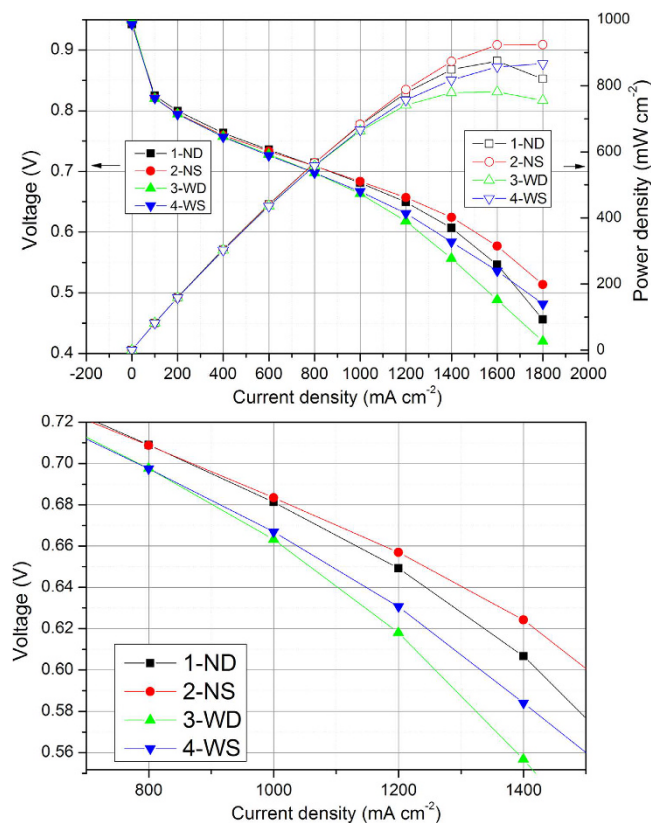 1000
0.9
800
0.8
1-ND
2-NS
3-WD
4-WS
1-ND
2-NS
3-WD
4-WS
600
0.7
400
0.6
200
0.5
0
0.4
Voltage (V)
Power density (mW cm-2)
-200 0 200 400 600 800 1000 1200 1400 1600 1800 2000
Current density (mA cm-2)
0.72
0.70
0.68
0.66
0.64
0.62
0.60
0.58
0.56
Voltage (V)
1-ND
2-NS
3-WD
4-WS
800 1000 1200 1400
Current density (mA cm-2)